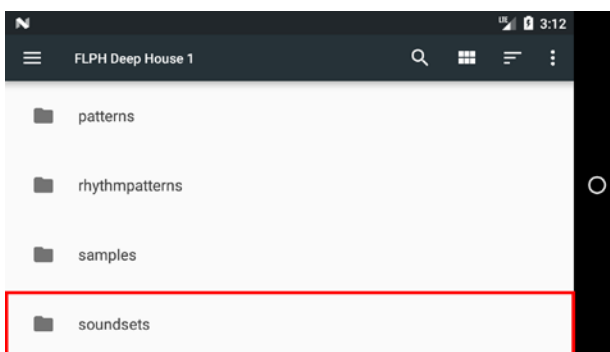 3:12
FLPH Deep House 1
patterns
rhythmpatterns
samples
soundsets